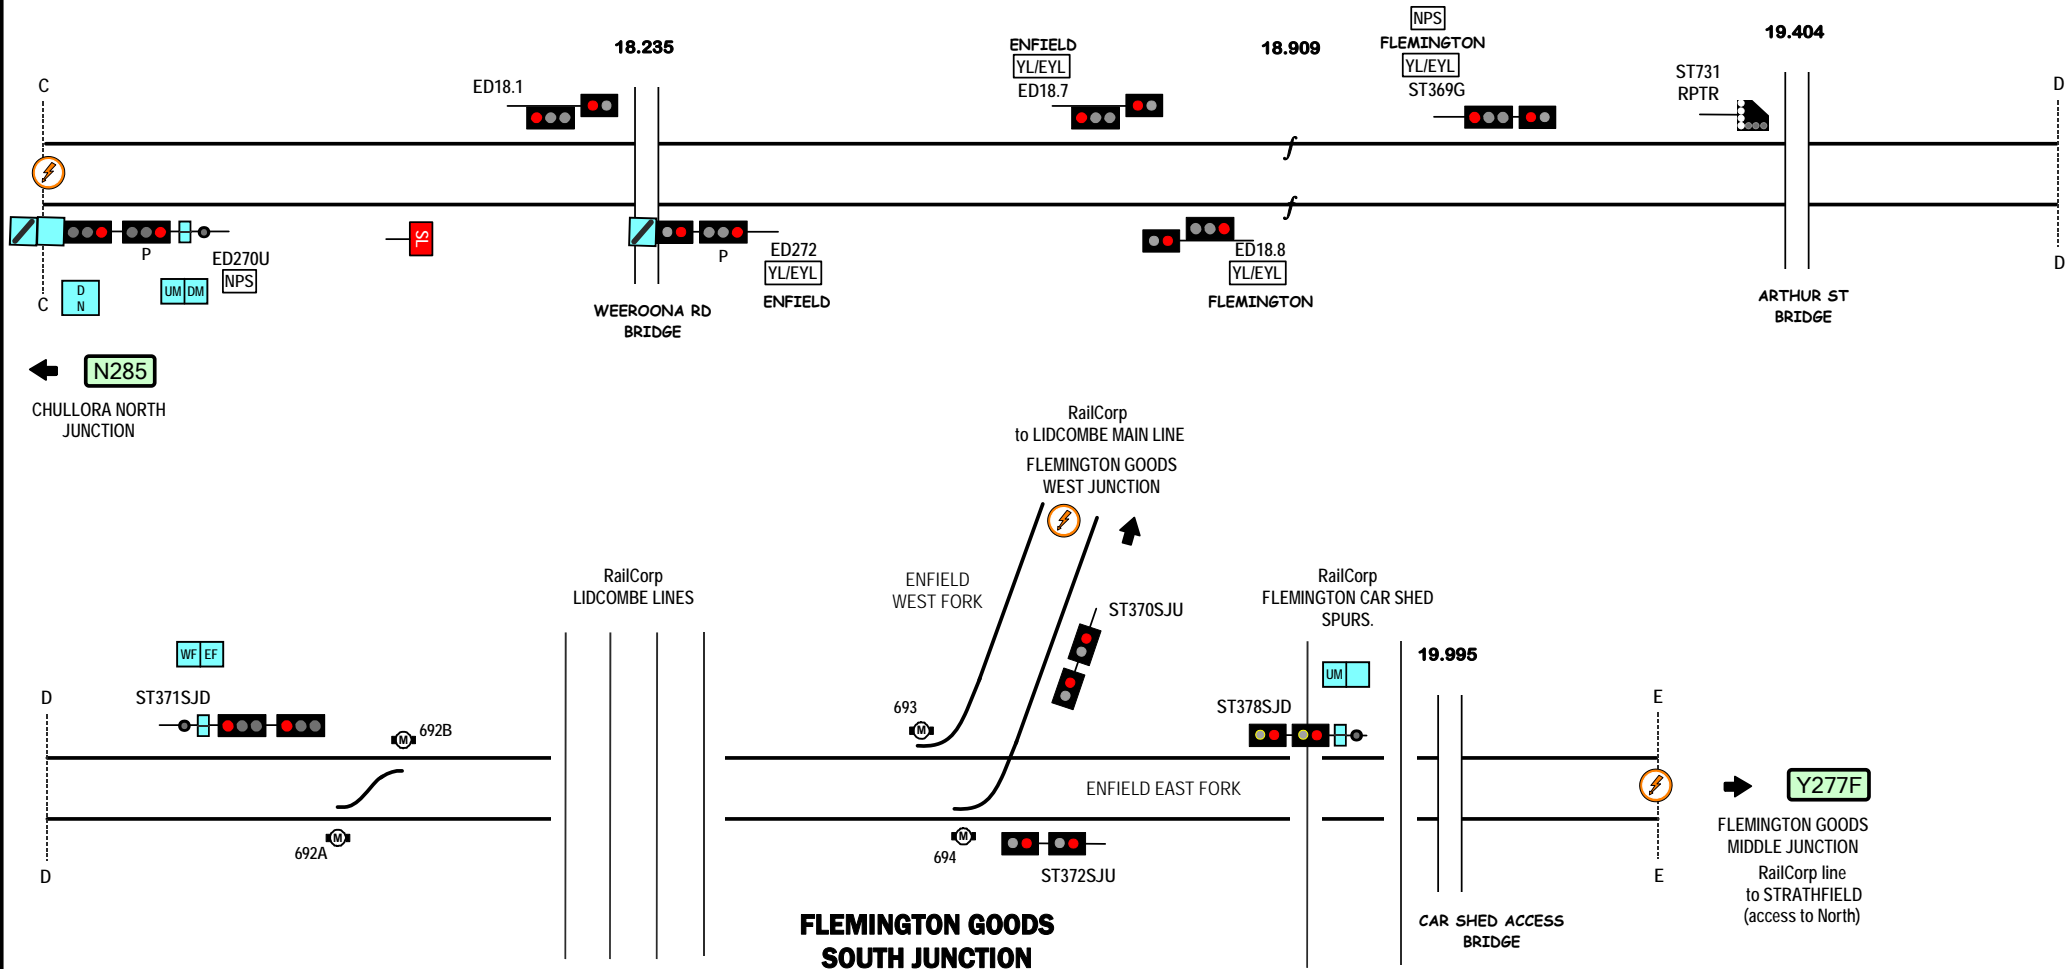 18.235
18.909
19.404
NPS
FLEMINGTON
YL/EYL
ST369G
ENFIELD
YL/EYL
ED18.7
ED18.1
ST731
RPTR
C
D
P
ED270U
NPS
SL
P
ED272
YL/EYL
ENFIELD
ED18.8
YL/EYL
FLEMINGTON
D
C
D
N
UM DM
WEEROONA RD
BRIDGE
ARTHUR ST
BRIDGE
N285
CHULLORA NORTH
JUNCTION
RailCorp
to LIDCOMBE MAIN LINE
FLEMINGTON GOODS
WEST JUNCTION
RailCorp
LIDCOMBE LINES
ENFIELD
WEST FORK
ST370SJU
RailCorp
FLEMINGTON CAR SHED
SPURS.
19.995
WF EF
UM
D
ST371SJD
M
692B
693
M
ST378SJD
E
ENFIELD EAST FORK
Y277F
692A
M
694
M
ST372SJU
D
E
FLEMINGTON GOODS
MIDDLE JUNCTION
RailCorp line
to STRATHFIELD
(access to North)
CAR SHED ACCESS
BRIDGE
FLEMINGTON GOODS
SOUTH JUNCTION